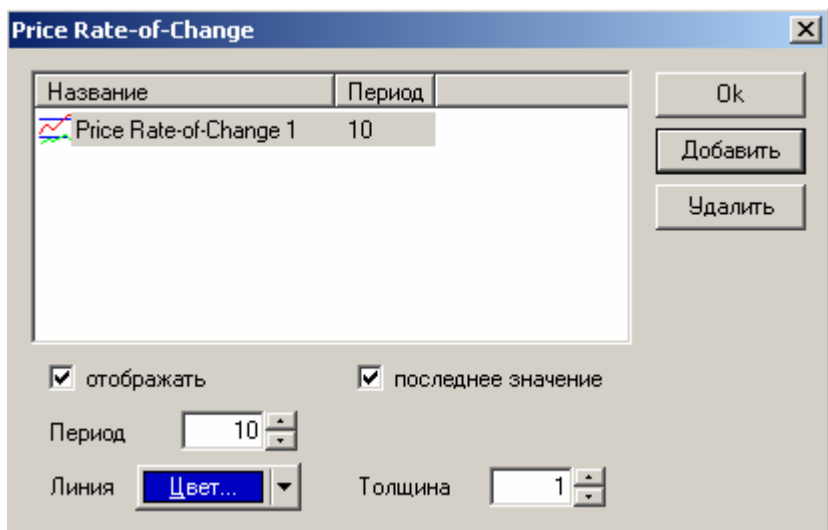 Price Rate-of-Change
Название Период
Ok
Price Rate-of-Change 1 10
Добавить
Удалить
отображать последнее значение
Период 10
Линия Цвет... Толщина 1